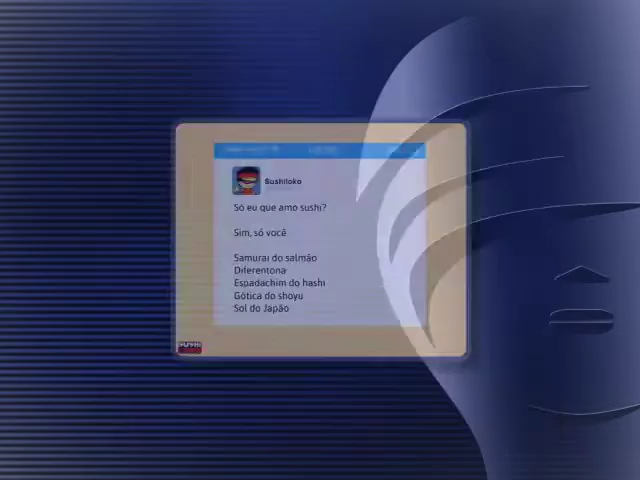 Sushiloko
Só eu que amo sushi?
Sim, só você
Samurai do salmão
Diferentona
Espadachim do hashi
Gótica do shoyu
Sol do Japão